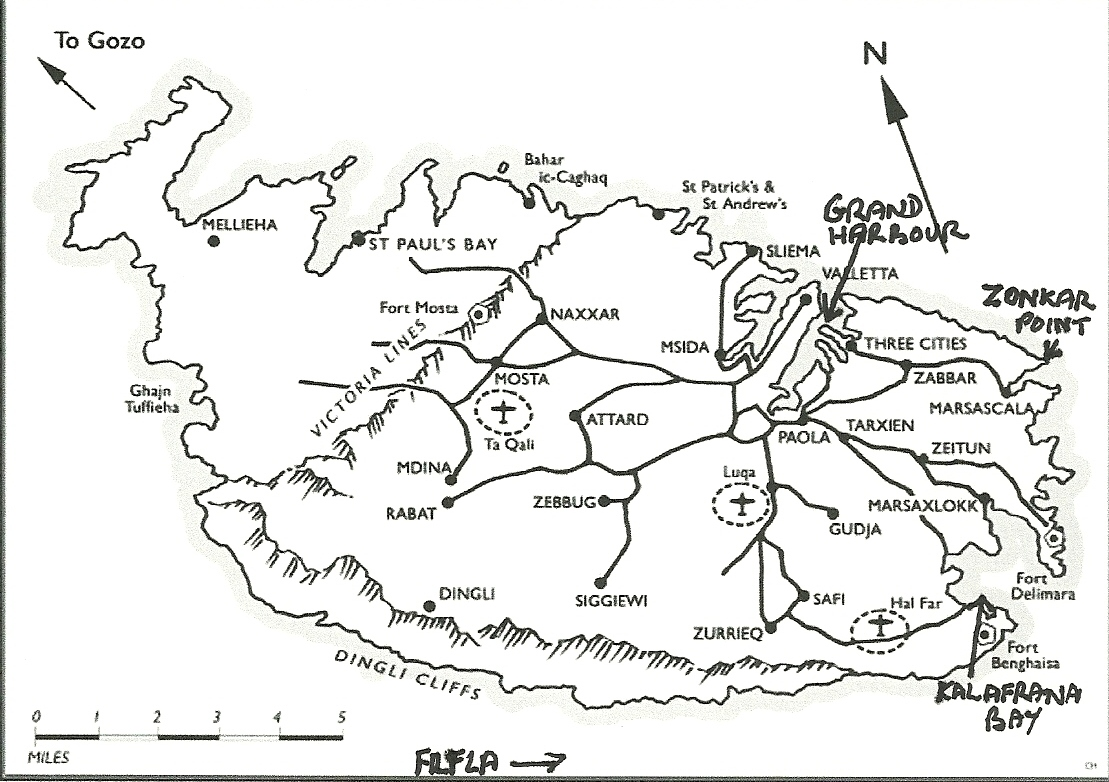 To Gozo
N
Bahar
ic-Caghaq
St Patrick's &
St Andrew's
GRAND
HARBOUR
MELLIEHA
ST PAUL'S BAY
SLIEMA
VALLETTA
ZONKAR
POINT
Fort Mosta
NAXXAR
VICTORIA LINES
MSIDA
THREE CITIES
MOSTA
ZABBAR
Ghajn
Tuffieha
MARSASCALA
ATTARD
Ta Qali
PAOLA
TARXIEN
ZEITUN
MDINA
Luqa
RABAT
ZEBBUG
MARSAXLOKK
GUDJA
Fort
Delimara
DINGLI
SIGGIEWI
SAFI
Hal Far
ZURRIEQ
Fort
Benghaisa
DINGLI CLIFFS
KALAFRANA
BAY
0 1 2 3 4 5
MILES
FILFLA
CH